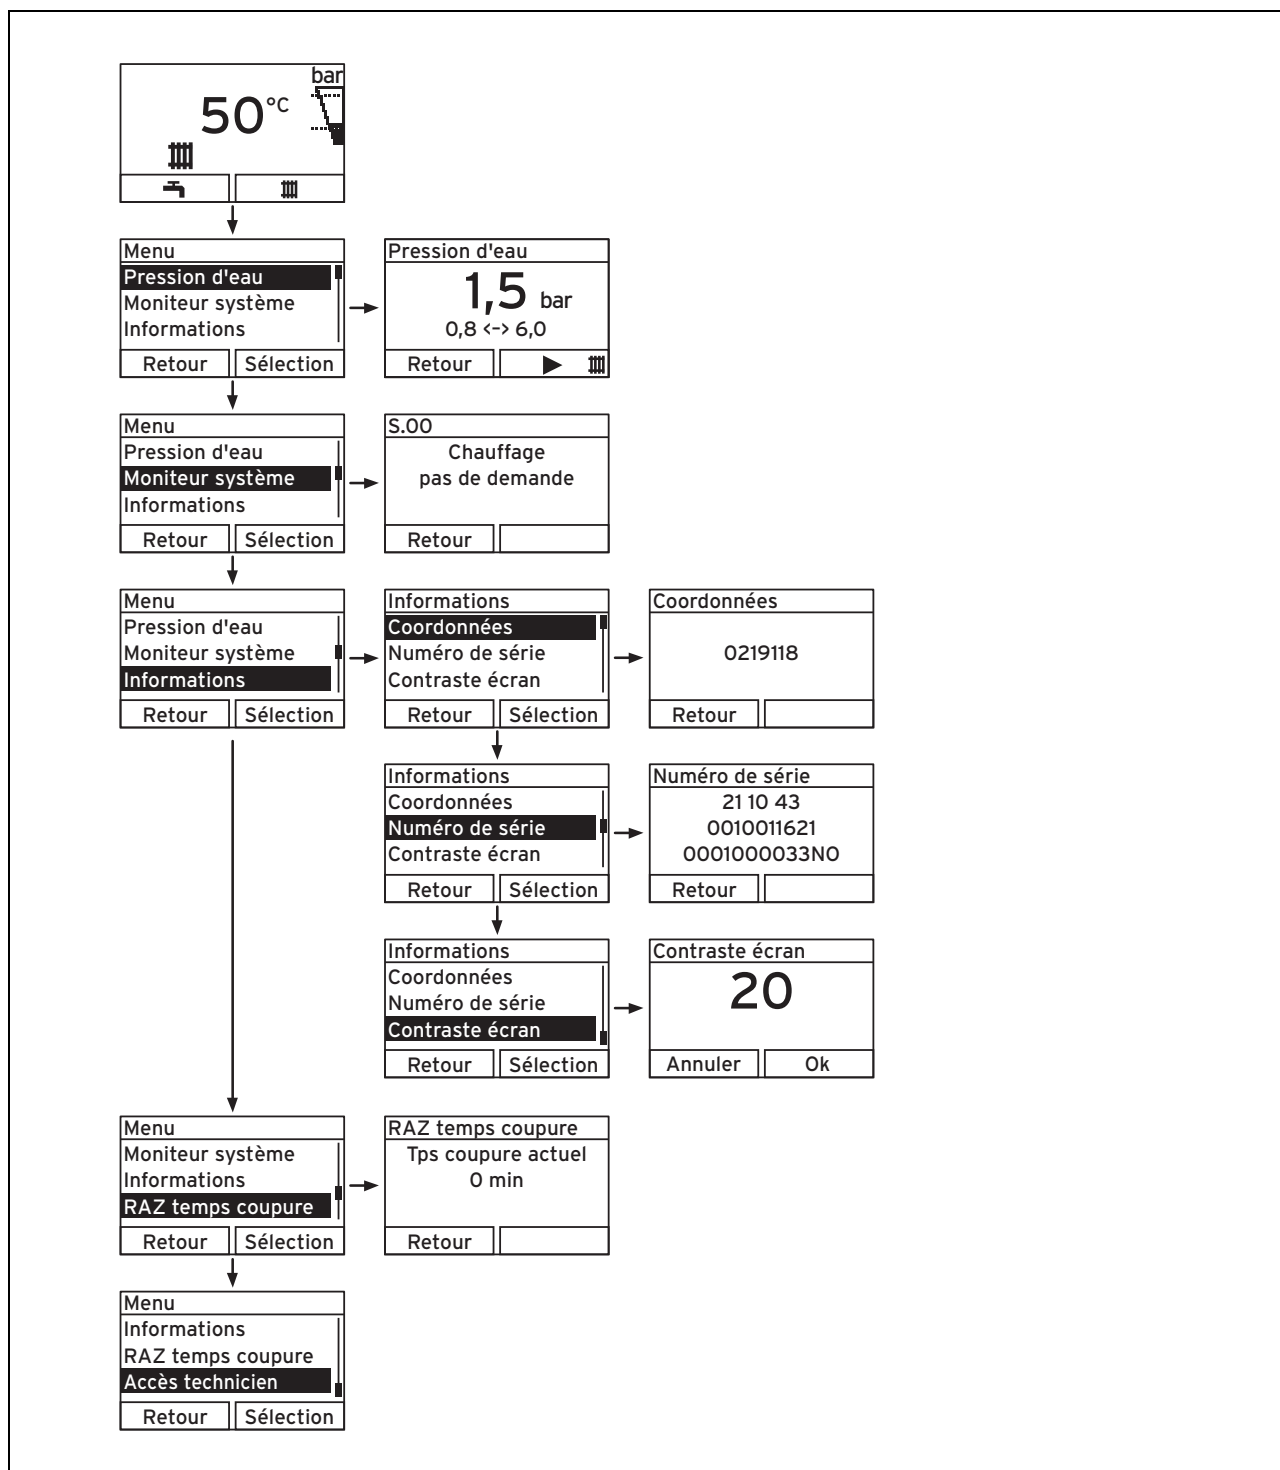 bar
50°C
Menu
Pression d'eau
Moniteur système
Informations
Retour Sélection
Pression d'eau
1,5 bar
0,8 <-> 6,0
Retour
Menu
Pression d'eau
Moniteur système
Informations
Retour Sélection
S.00
Chauffage
pas de demande
Retour
Menu
Pression d'eau
Moniteur système
Informations
Retour Sélection
Informations
Coordonnées
Numéro de série
Contraste écran
Retour Sélection
Coordonnées
0219118
Retour
Informations
Coordonnées
Numéro de série
Contraste écran
Retour Sélection
Numéro de série
21 10 43
0010011621
0001000033N0
Retour
Informations
Coordonnées
Numéro de série
Contraste écran
Retour Sélection
Contraste écran
20
Annuler Ok
Menu
Moniteur système
Informations
RAZ temps coupure
Retour Sélection
RAZ temps coupure
Tps coupure actuel
0 min
Retour
Menu
Informations
RAZ temps coupure
Accès technicien
Retour Sélection